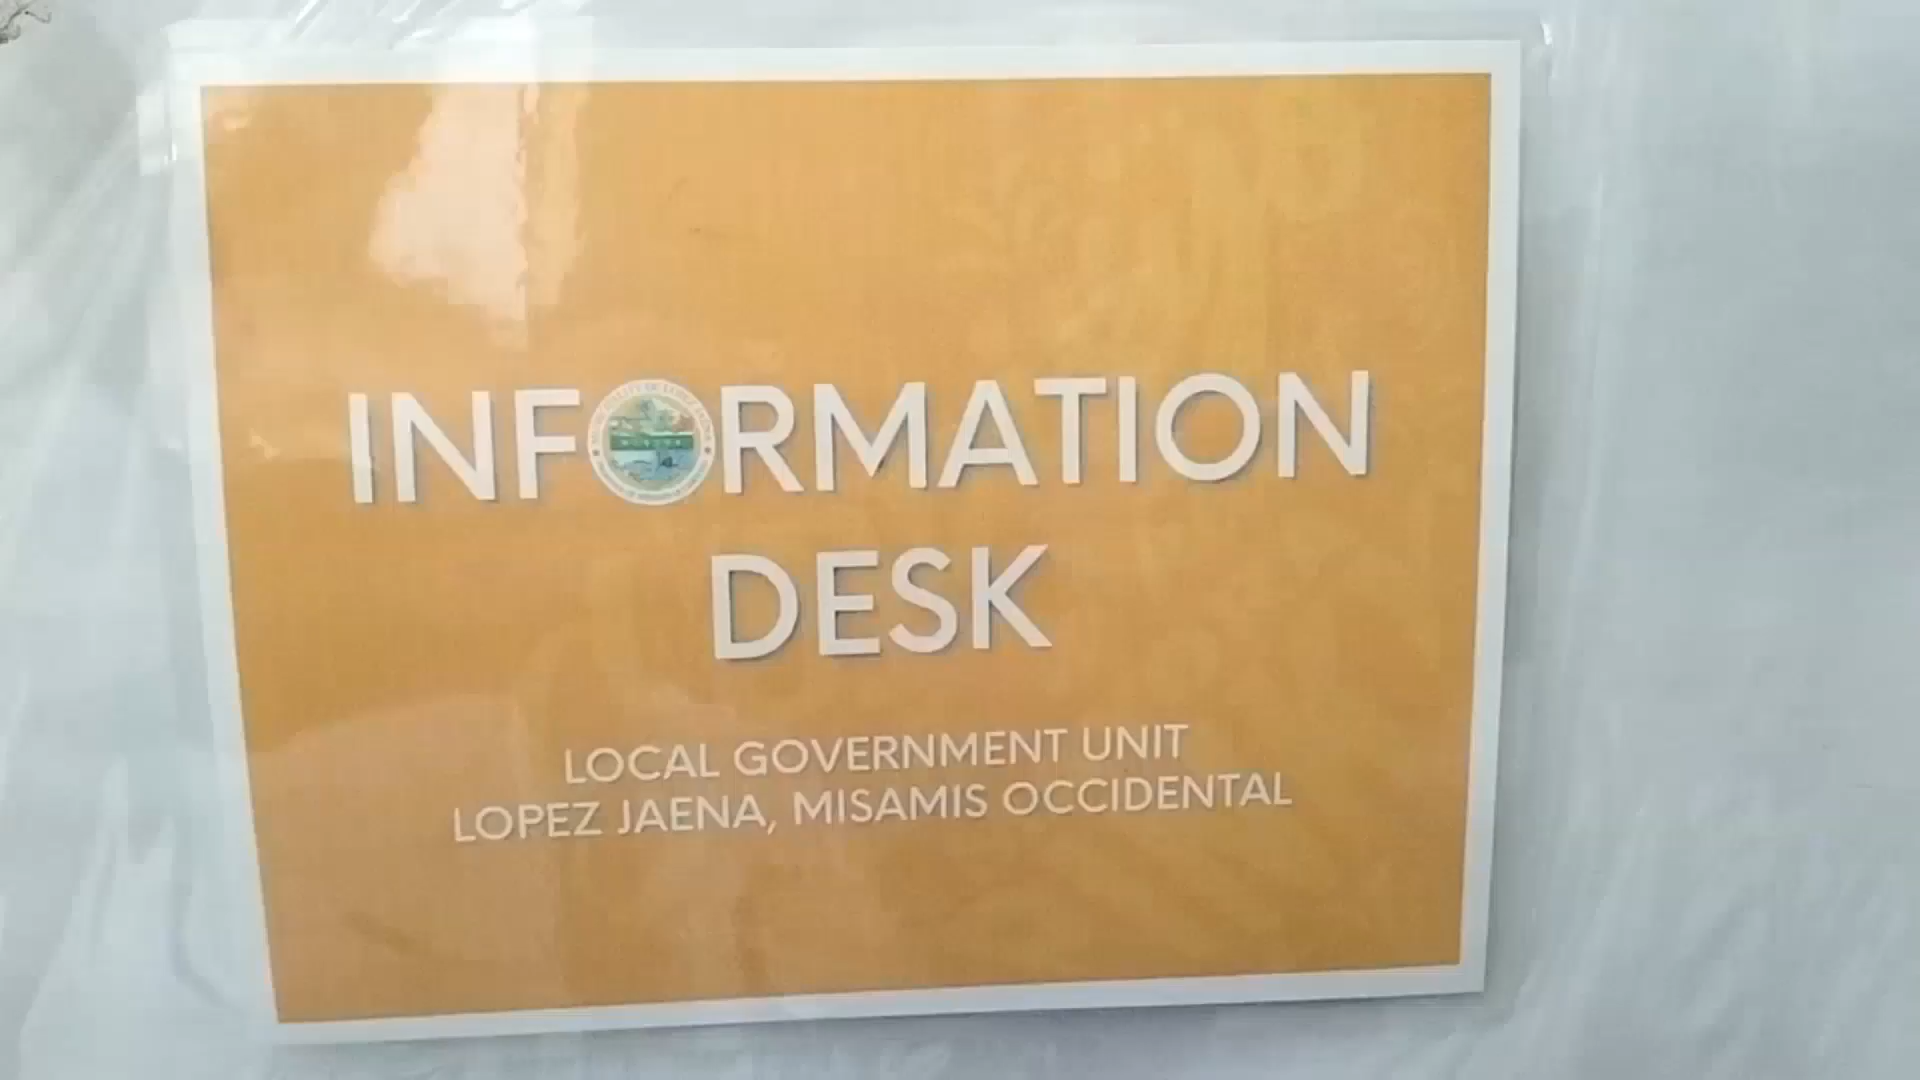 INFORMATION
DESK
LOCAL GOVERNMENT UNIT
LOPEZ JAENA, MISAMIS OCCIDENTAL